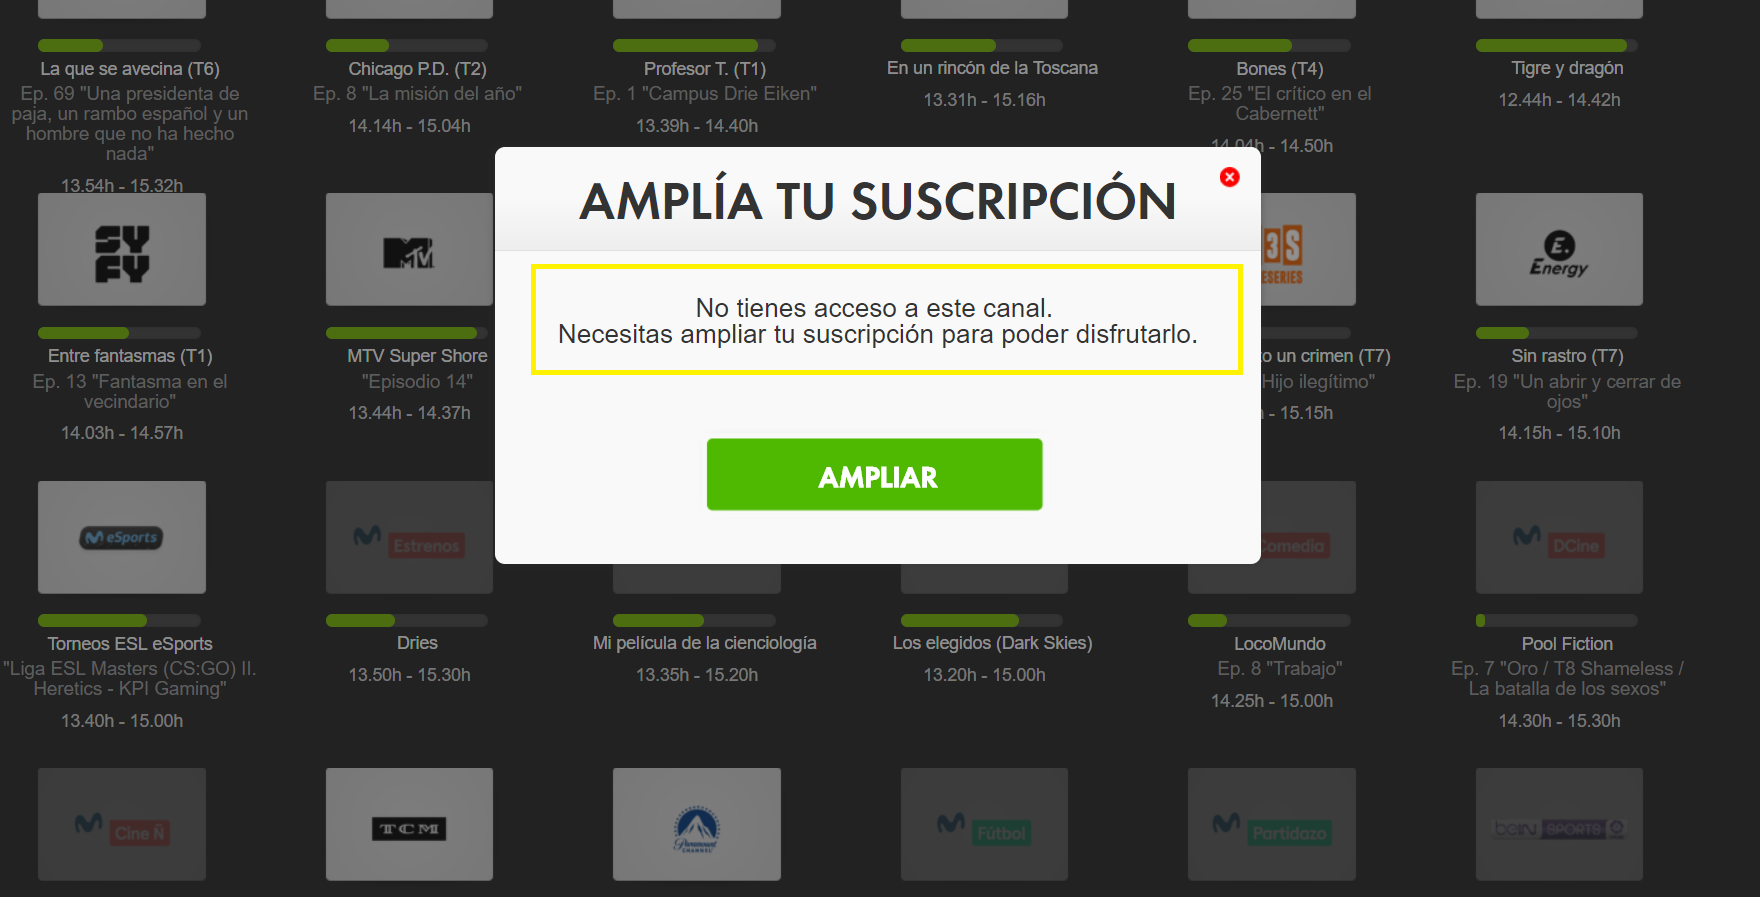 La que se avecina (T6)
Ep. 69 "Una presidenta de
paja, un rambo español y un
hombre que no ha hecho
nada"
13.54h - 15.32h
Chicago P.D. (T2)
Ep. 8 "La misión del año"
14.14h - 15.04h
Profesor T. (T1)
Ep. 1 "Campus Drie Eiken"
13.39h - 14.40h
En un rincón de la Toscana
13.31h - 15.16h
Bones (T4)
Ep. 25 "El crítico en el
Cabernett"
14.04h - 14.50h
Tigre y dragón
12.44h - 14.42h
AMPLÍA TU SUSCRIPCIÓN
No tienes acceso a este canal.
Necesitas ampliar tu suscripción para poder disfrutarlo.
AMPLIAR
SYFY
Entre fantasmas (T1)
Ep. 13 "Fantasma en el
vecindario"
14.03h - 14.57h
MTV
MTV Super Shore
"Episodio 14"
13.44h - 14.37h
3S
ESERIES
o un crimen (T7)
Hijo ilegítimo"
- 15.15h
E.
Energy
Sin rastro (T7)
Ep. 19 "Un abrir y cerrar de
ojos"
14.15h - 15.10h
eSports
Torneos ESL eSports
"Liga ESL Masters (CS:GO) II.
Heretics - KPI Gaming"
13.40h - 15.00h
Estrenos
Dries
13.50h - 15.30h
Mi película de la cienciología
13.35h - 15.20h
Los elegidos (Dark Skies)
13.20h - 15.00h
Comedia
LocoMundo
Ep. 8 "Trabajo"
14.25h - 15.00h
DCine
Pool Fiction
Ep. 7 "Oro / T8 Shameless /
La batalla de los sexos"
14.30h - 15.30h
Cine Ñ
TCM
Paramount
CHANNEL
Fútbol
Partidazo
beIN SPORTS